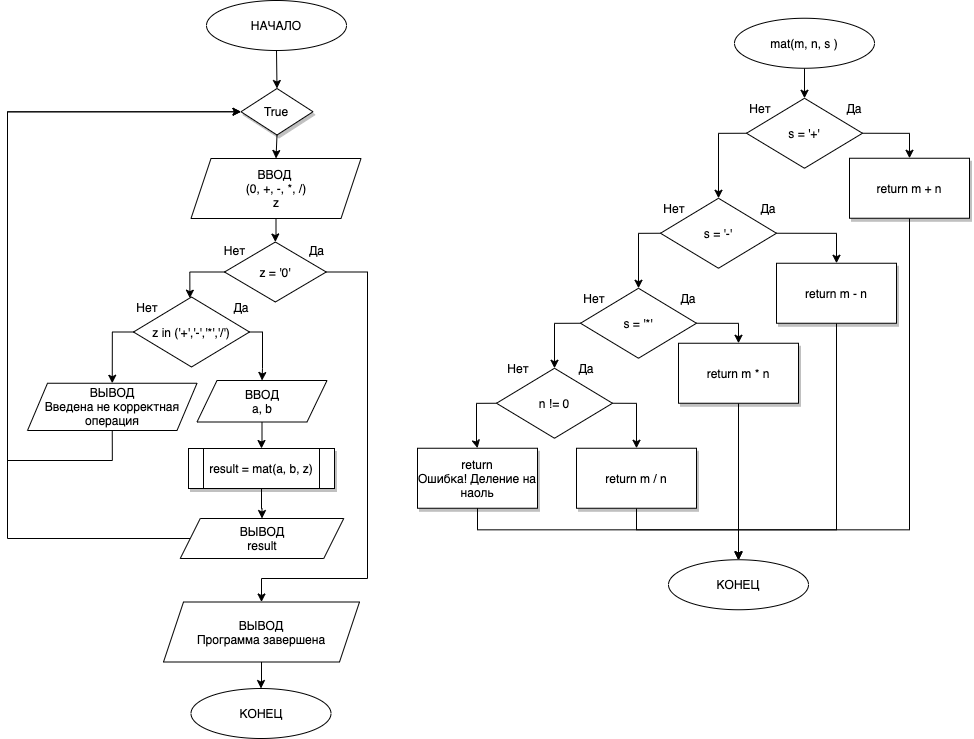 НАЧАЛО
True
ВВОД
(0, +, -, *, /)
z
Нет
Да
z = '0'
Нет
Да
z in ('+','-','*','/')
ВЫВОД
Введена не корректная
операция
ВВОД
a, b
result = mat(a, b, z)
ВЫВОД
result
ВЫВОД
Программа завершена
КОНЕЦ
mat(m, n, s )
Нет
Да
s = '+'
return m + n
Нет
Да
s = '-'
return m - n
Нет
Да
s = '*'
return m * n
Нет
Да
n != 0
return
Ошибка! Деление на
наоль
return m / n
КОНЕЦ